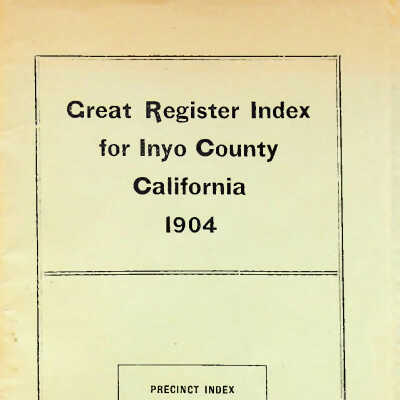 Great Register Index
for Inyo County
California
1904
PRECINCT INDEX